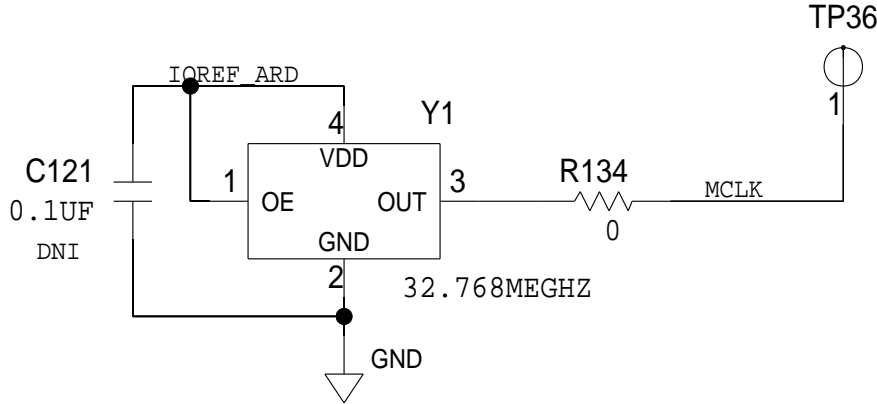 TP36
IOREF_ARD
1
Y1
4
VDD
C121
0.1UF
DNI
1
OE
OUT
3
R134
0
MCLK
GND
2
32.768MEGHZ
GND